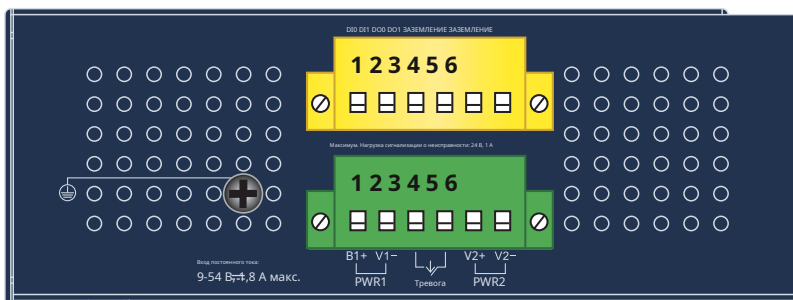 DI0 DI1 DO0 DO1 ЗАЗЕМЛЕНИЕ ЗАЗЕМЛЕНИЕ
1 2 3 4 5 6
Максимум. Нагрузка сигнализации о неисправности: 24 В, 1 А
1 2 3 4 5 6
В1+ V1− V2+ V2−
PWR1 Тревога PWR2
Вход постоянного тока:
9-54 В, 4,8 А макс.